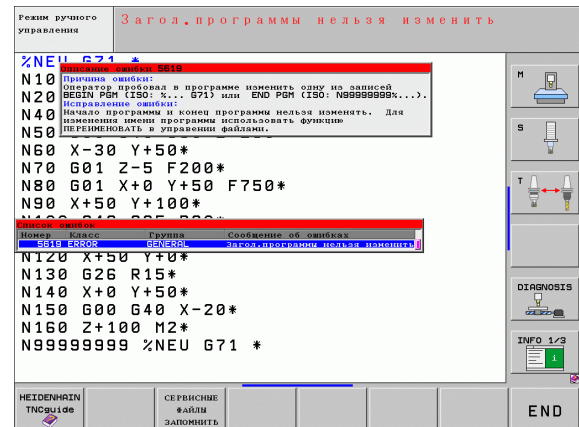 Режим ручного
управления
Загол.программы нельзя изменить
%NEU G71 *
Описание ошибки 5619
N10
Причина ошибки:
Оператор пробовал в программе изменить одну из записей
N20
BEGIN PGM (ISO: %... G71) или END PGM (ISO: N99999999%...).
Исправление ошибки:
N40
Начало программы и конец программы нельзя изменять. Для
изменения имени программы использовать функцию
N50
ПЕРЕИМЕНОВАТЬ в управении файлами.
N60 X-30 Y+50*
N70 G01 Z-5 F200*
N80 G01 X+0 Y+50 F750*
N90 X+50 Y+100*
Список ошибок
Номер Класс Группа Сообщение об ошибках
5619 ERROR GENERAL Загол.программы нельзя изменить
N120 X+50 Y+0*
N130 G26 R15*
N140 X+0 Y+50*
N150 G00 G40 X-20*
N160 Z+100 M2*
N99999999 %NEU G71 *
M
S
T
DIAGNOSIS
INFO 1/3
HEIDENHAIN
TNCguide
СЕРВИСНЫЕ
ФАЙЛЫ
ЗАПОМНИТЬ
END